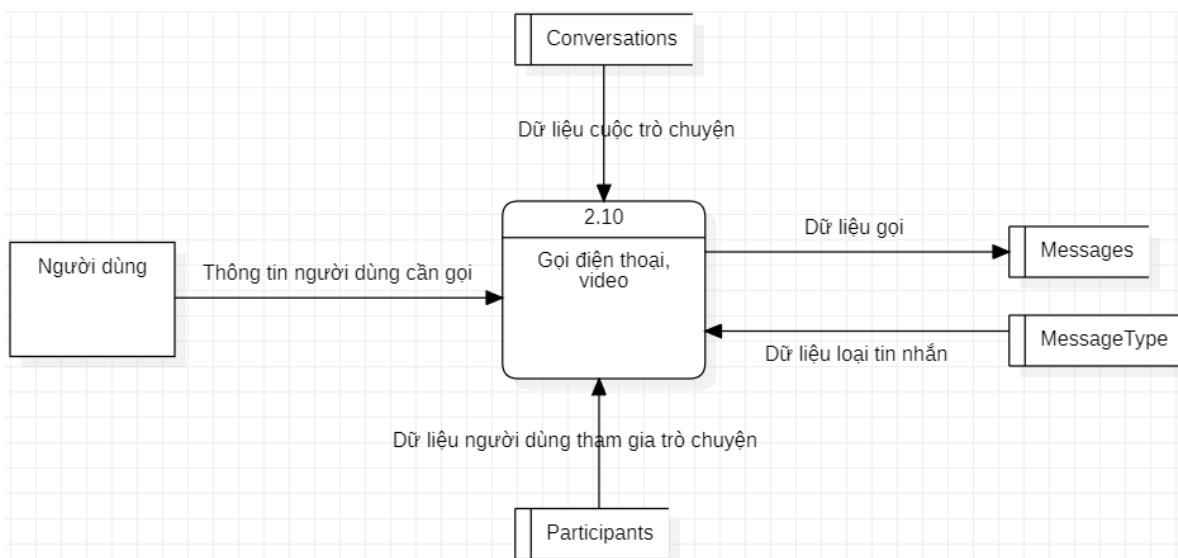 Conversations
Dữ liệu cuộc trò chuyện
2.10
Gọi điện thoại,
video
Dữ liệu gọi
Messages
Người dùng
Thông tin người dùng cần gọi
MessageType
Dữ liệu loại tin nhắn
Dữ liệu người dùng tham gia trò chuyện
Participants